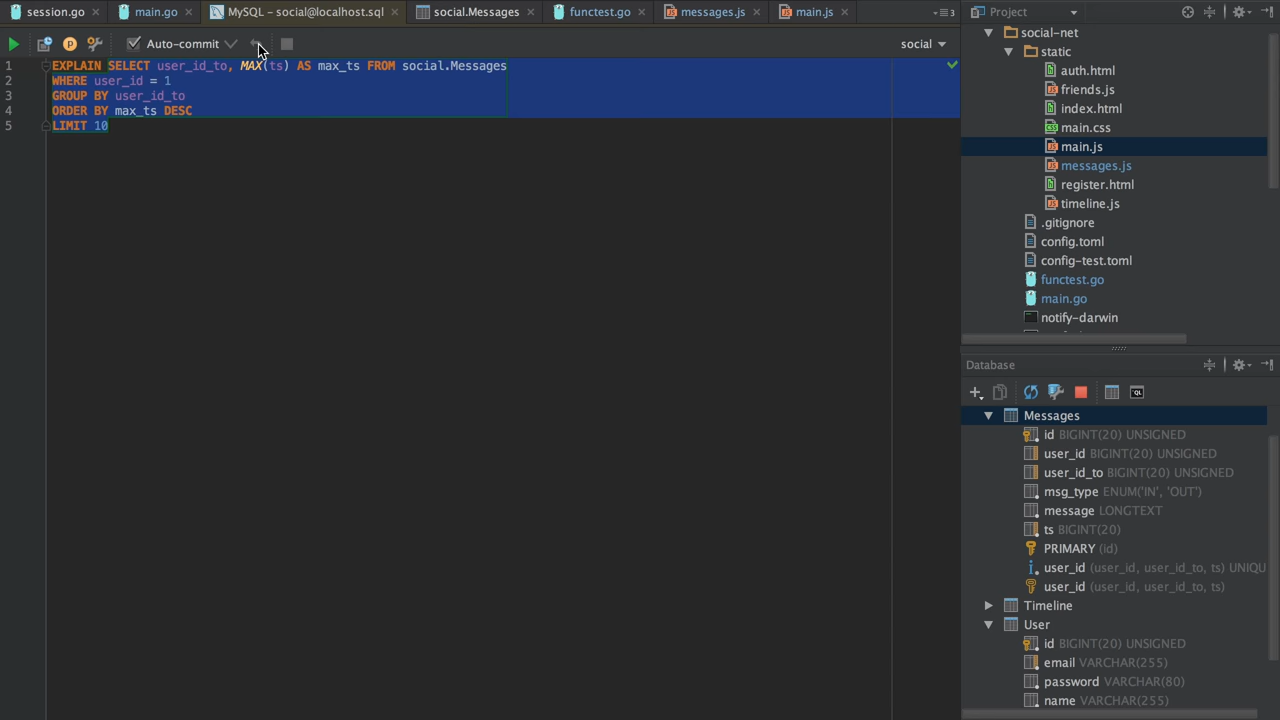 session.go
main.go
MySQL - social@localhost.sql
social.Messages
functest.go
messages.js
main.js
3
Auto-commit
social
1 EXPLAIN SELECT user_id_to, MAX(ts) AS max_ts FROM social.Messages
2 WHERE user_id = 1
3 GROUP BY user_id_to
4 ORDER BY max_ts DESC
5 LIMIT 10
Project
social-net
static
auth.html
friends.js
index.html
main.css
main.js
messages.js
register.html
timeline.js
.gitignore
config.toml
config-test.toml
functest.go
main.go
notify-darwin
Database
Messages
id BIGINT(20) UNSIGNED
user_id BIGINT(20) UNSIGNED
user_id_to BIGINT(20) UNSIGNED
msg_type ENUM('IN', 'OUT')
message LONGTEXT
ts BIGINT(20)
PRIMARY (id)
user_id (user_id, user_id_to, ts) UNIQU
user_id (user_id, user_id_to, ts)
Timeline
User
id BIGINT(20) UNSIGNED
email VARCHAR(255)
password VARCHAR(80)
name VARCHAR(255)